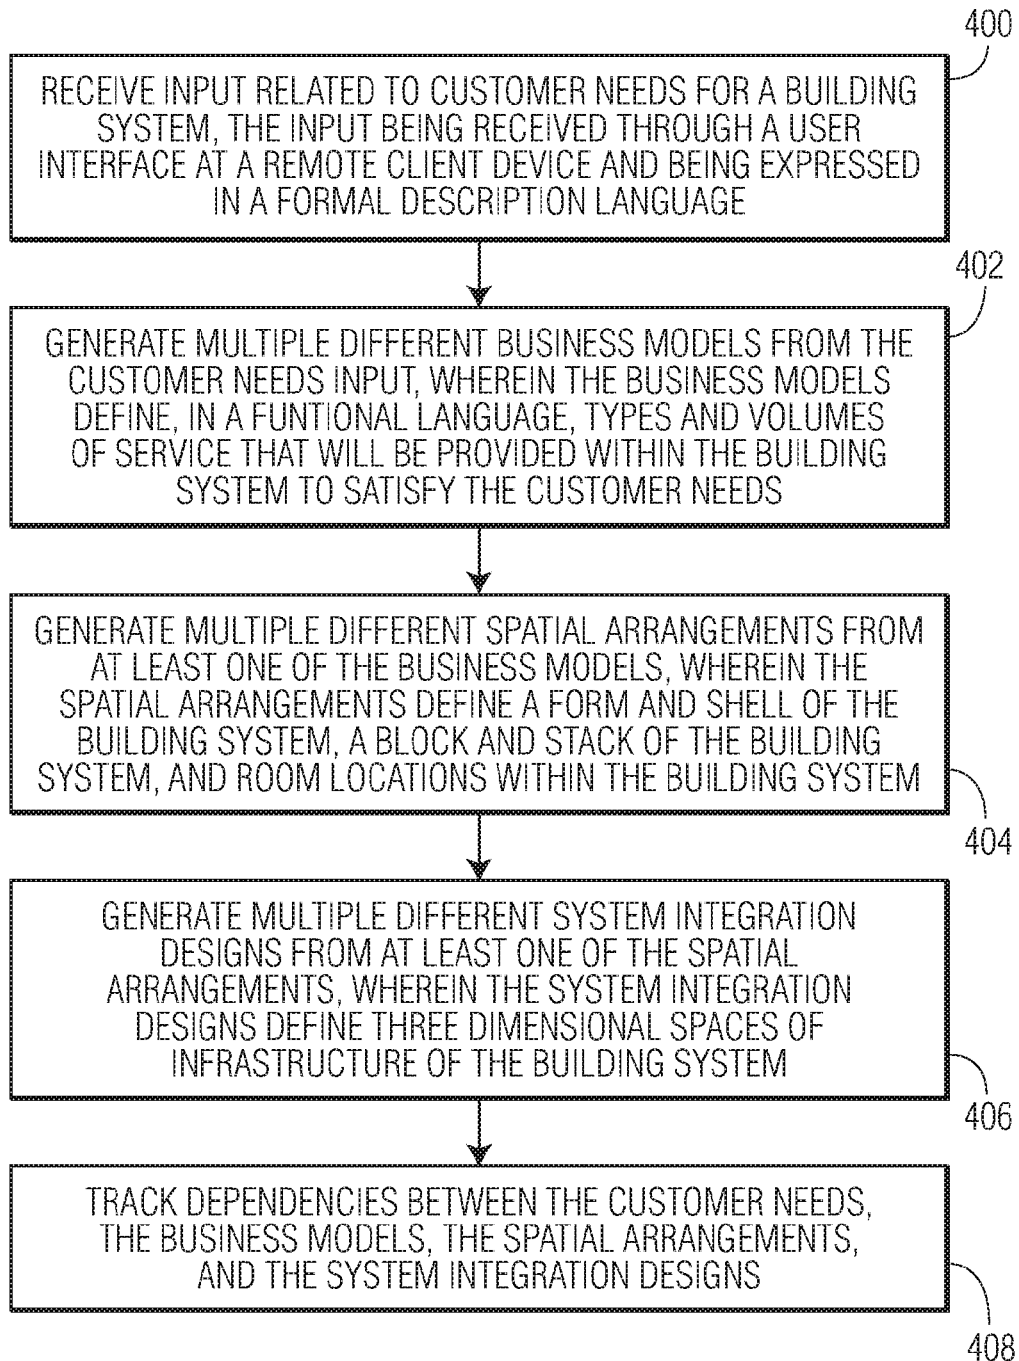 400
RECEIVE INPUT RELATED TO CUSTOMER NEEDS FOR A BUILDING
SYSTEM, THE INPUT BEING RECEIVED THROUGH A USER
INTERFACE AT A REMOTE CLIENT DEVICE AND BEING EXPRESSED
IN A FORMAL DESCRIPTION LANGUAGE
402
GENERATE MULTIPLE DIFFERENT BUSINESS MODELS FROM THE
CUSTOMER NEEDS INPUT, WHEREIN THE BUSINESS MODELS
DEFINE, IN A FUNTIONAL LANGUAGE, TYPES AND VOLUMES
OF SERVICE THAT WILL BE PROVIDED WITHIN THE BUILDING
SYSTEM TO SATISFY THE CUSTOMER NEEDS
GENERATE MULTIPLE DIFFERENT SPATIAL ARRANGEMENTS FROM
AT LEAST ONE OF THE BUSINESS MODELS, WHEREIN THE
SPATIAL ARRANGEMENTS DEFINE A FORM AND SHELL OF THE
BUILDING SYSTEM, A BLOCK AND STACK OF THE BUILDING
SYSTEM, AND ROOM LOCATIONS WITHIN THE BUILDING SYSTEM
404
GENERATE MULTIPLE DIFFERENT SYSTEM INTEGRATION
DESIGNS FROM AT LEAST ONE OF THE SPATIAL
ARRANGEMENTS, WHEREIN THE SYSTEM INTEGRATION
DESIGNS DEFINE THREE DIMENSIONAL SPACES OF
INFRASTRUCTURE OF THE BUILDING SYSTEM
406
TRACK DEPENDENCIES BETWEEN THE CUSTOMER NEEDS,
THE BUSINESS MODELS, THE SPATIAL ARRANGEMENTS,
AND THE SYSTEM INTEGRATION DESIGNS
408